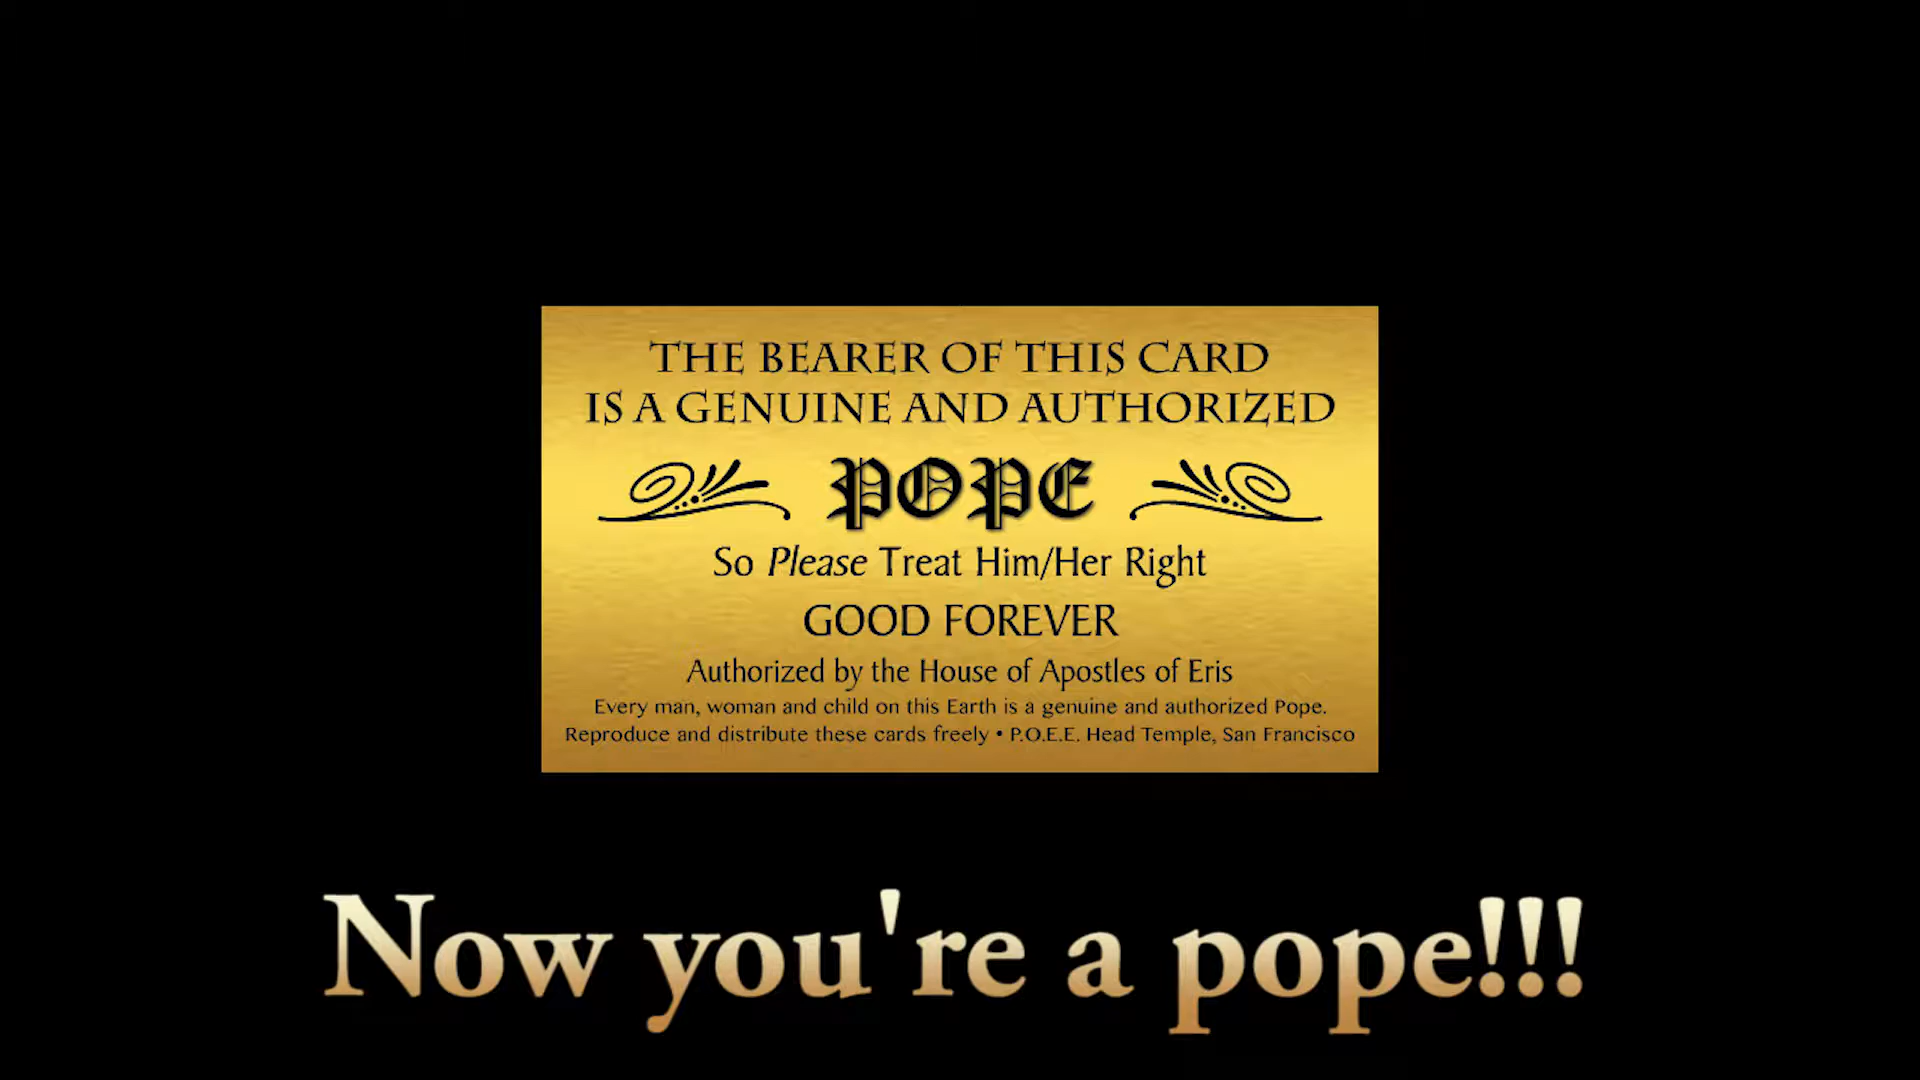 THE BEARER OF THIS CARD
IS A GENUINE AND AUTHORIZED
POPE
So Please Treat Him/Her Right
GOOD FOREVER
Authorized by the House of Apostles of Eris
Every man, woman and child on this Earth is a genuine and authorized Pope.
Reproduce and distribute these cards freely • P.O.E.E. Head Temple, San Francisco
Now you're a pope!!!